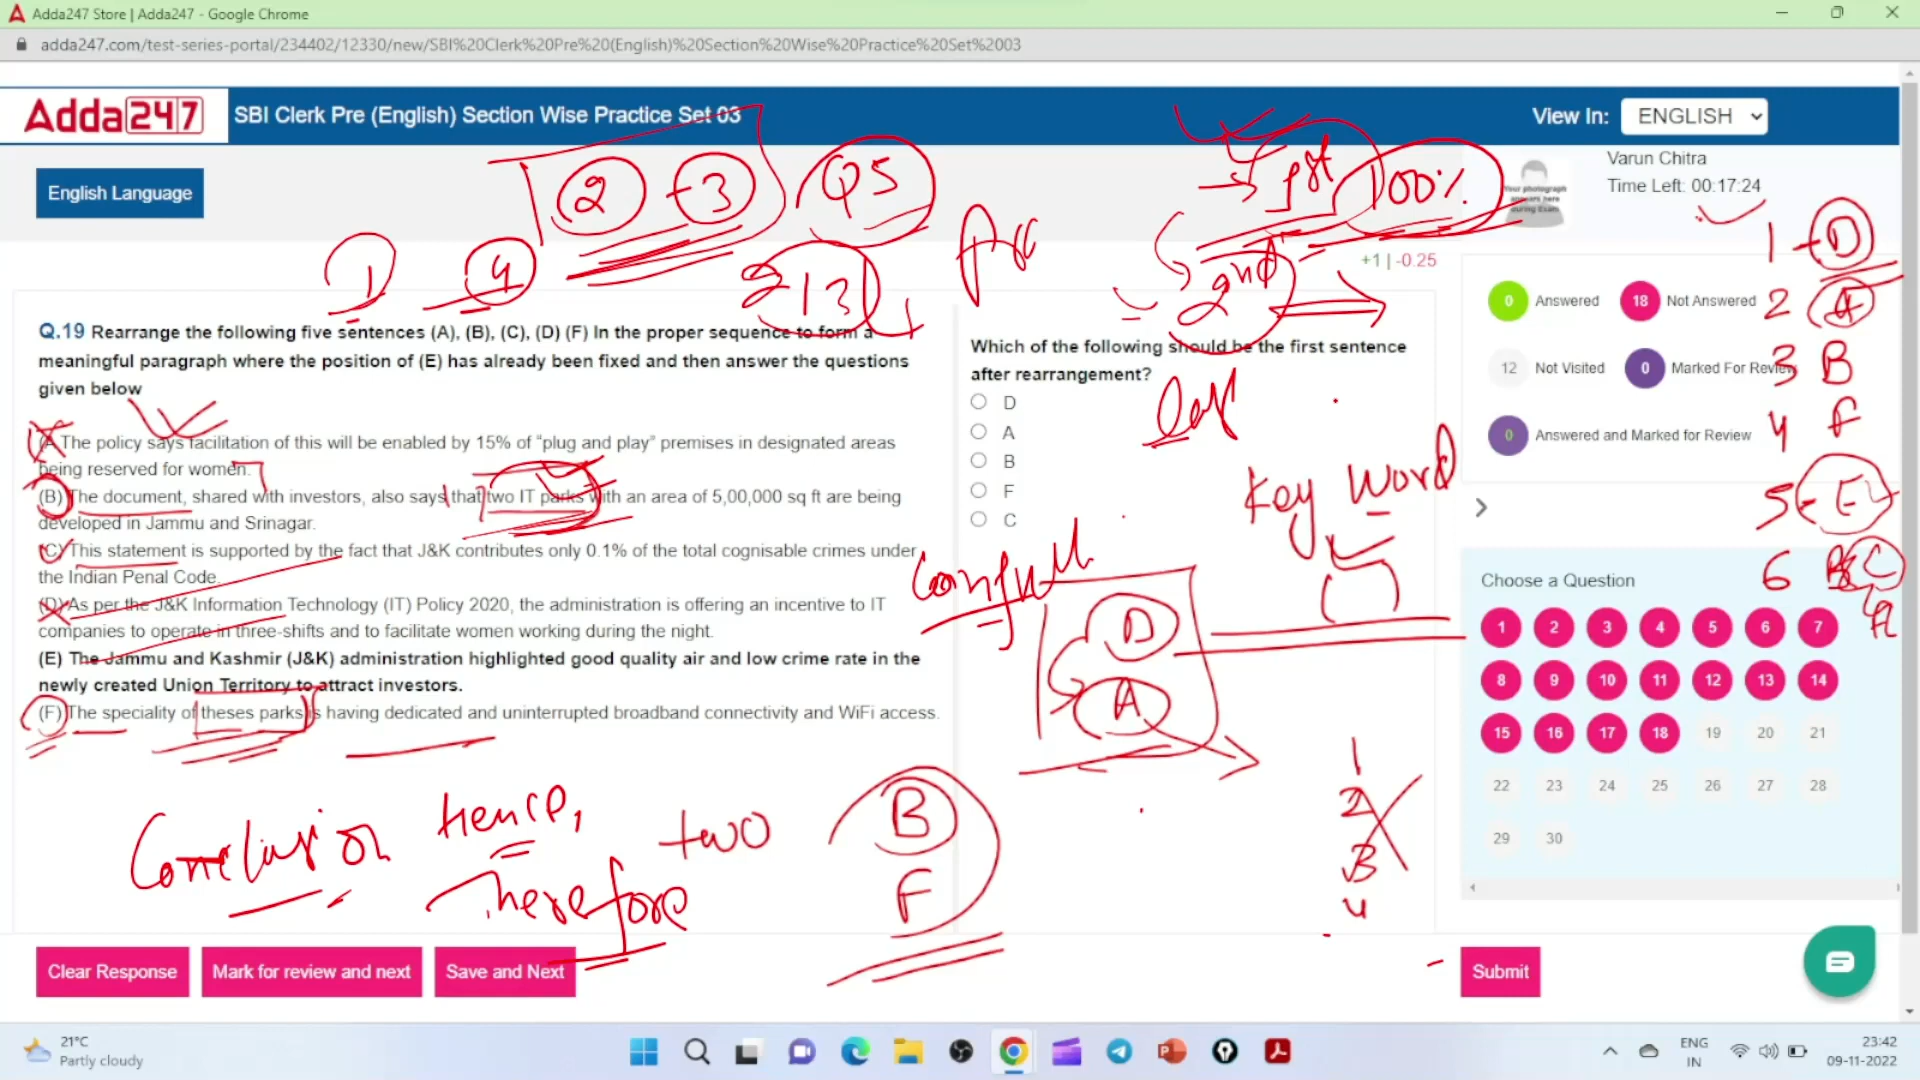 Adda247 Store | Adda247 - Google Chrome
adda247.com/test-series-portal/234402/12330/new/SBI%20Clerk%20Pre%20(English)%20Section%20Wise%20Practice%20Set%2003
Adda247
SBI Clerk Pre (English) Section Wise Practice Set 03
View In:
ENGLISH
English Language
Varun Chitra
Time Left: 00:17:24
2 - 3
Q5
1st
100%
1 - D
1
4
213
2nd
+1 | -0.25
0 Answered
18 Not Answered
2 A
12 Not Visited
0 Marked For Review
3 B
4 F
0 Answered and Marked for Review
5 - E
6
C
A
Q.19 Rearrange the following five sentences (A), (B), (C), (D) (F) In the proper sequence to form a
meaningful paragraph where the position of (E) has already been fixed and then answer the questions
given below
(A) The policy says facilitation of this will be enabled by 15% of “plug and play” premises in designated areas
being reserved for women.
(B) The document, shared with investors, also says that two IT parks with an area of 5,00,000 sq ft are being
developed in Jammu and Srinagar.
(C) This statement is supported by the fact that J&K contributes only 0.1% of the total cognisable crimes under
the Indian Penal Code.
(D) As per the J&K Information Technology (IT) Policy 2020, the administration is offering an incentive to IT
companies to operate in three-shifts and to facilitate women working during the night.
(E) The Jammu and Kashmir (J&K) administration highlighted good quality air and low crime rate in the
newly created Union Territory to attract investors.
(F) The speciality of theses parks is having dedicated and uninterrupted broadband connectivity and WiFi access.
Which of the following should be the first sentence
after rearrangement?
D
A
B
F
C
last
Key Word
D
A
Conclusion
Hence,
Therefore
two
B
F
1
2
3
4
Choose a Question
1 2 3 4 5 6 7
8 9 10 11 12 13 14
15 16 17 18 19 20 21
22 23 24 25 26 27 28
29 30
Clear Response
Mark for review and next
Save and Next
Submit
21°C
Partly cloudy
ENG
IN
23:42
09-11-2022